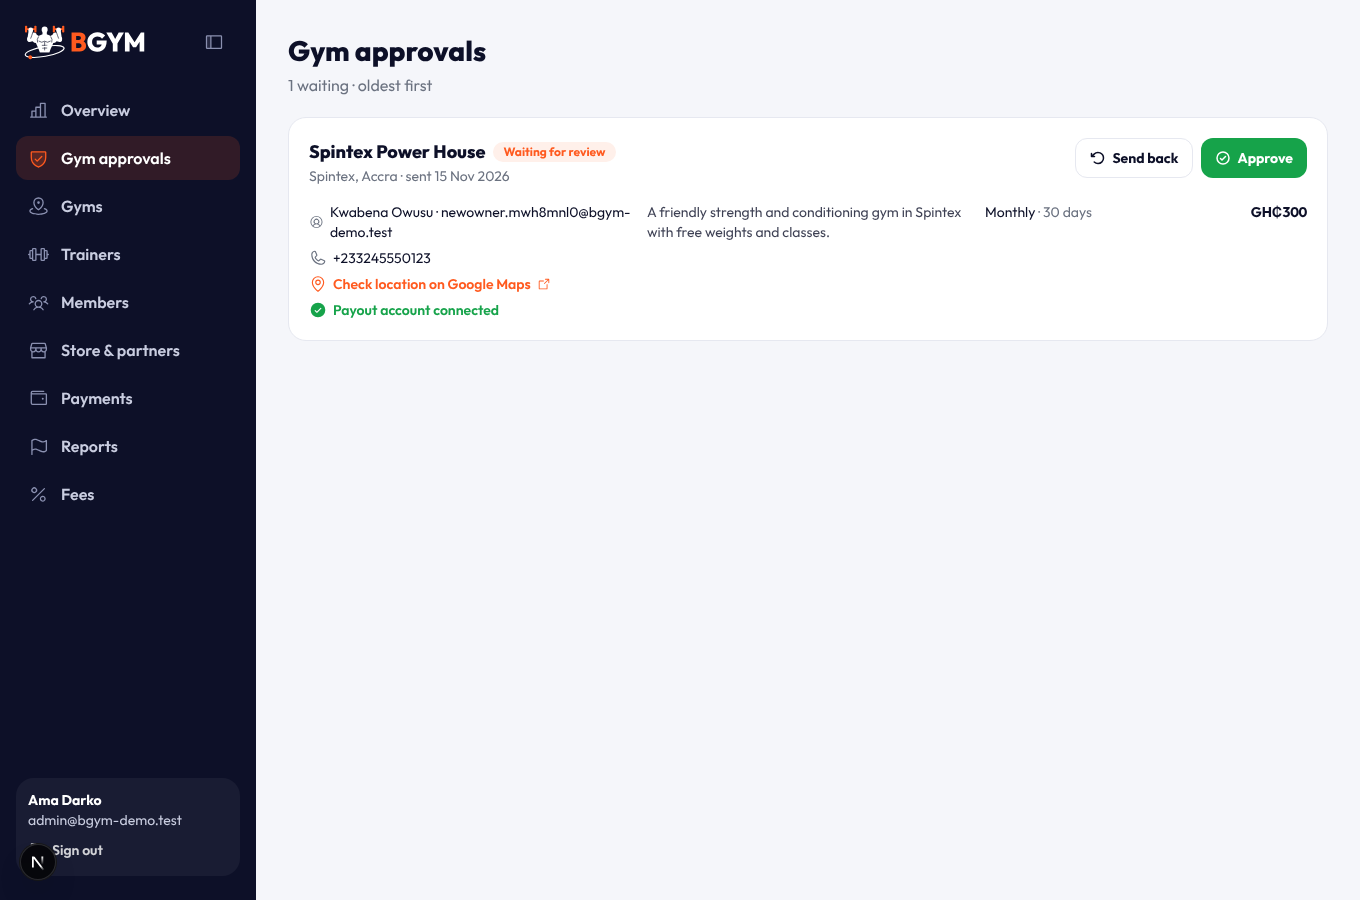 BGYM
Overview
Gym approvals
Gyms
Trainers
Members
Store & partners
Payments
Reports
Fees
Ama Darko
admin@bgym-demo.test
Sign out
N
Gym approvals
1 waiting · oldest first
Spintex Power House
Waiting for review
Spintex, Accra · sent 15 Nov 2026
Send back
Approve
Kwabena Owusu · newowner.mwh8mnl0@bgym-
demo.test
+233245550123
Check location on Google Maps
Payout account connected
A friendly strength and conditioning gym in Spintex
with free weights and classes.
Monthly · 30 days
GH₵300